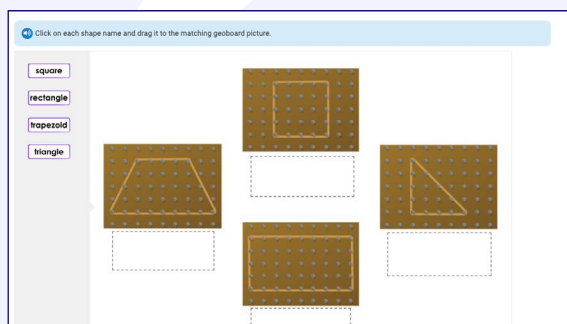 Click on each shape name and drag it to the matching geoboard picture.
square
rectangle
trapezoid
triangle